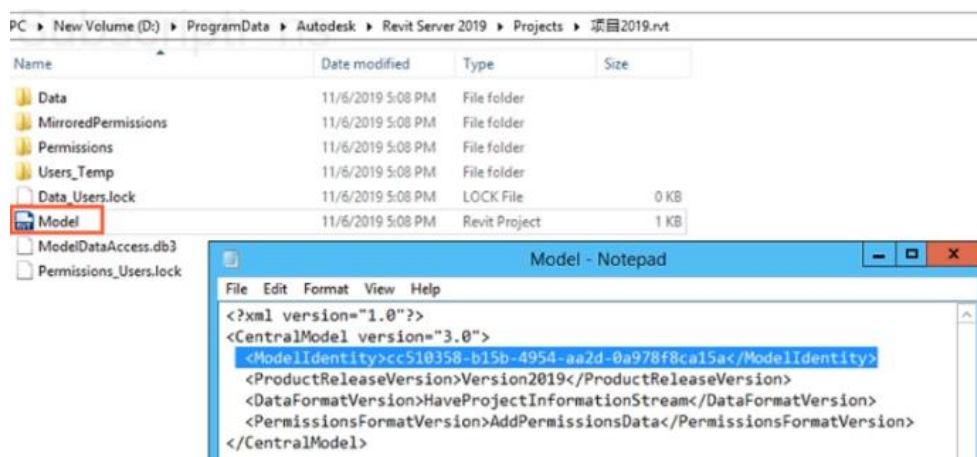 PC ▸ New Volume (D:) ▸ ProgramData ▸ Autodesk ▸ Revit Server 2019 ▸ Projects ▸ 项目2019.rvt
Name Date modified Type Size
Data 11/6/2019 5:08 PM File folder
MirroredPermissions 11/6/2019 5:08 PM File folder
Permissions 11/6/2019 5:08 PM File folder
Users_Temp 11/6/2019 5:08 PM File folder
Data_Users.lock 11/6/2019 5:08 PM LOCK File 0 KB
Model 11/6/2019 5:08 PM Revit Project 1 KB
ModelDataAccess.db3
Permissions_Users.lock
Model - Notepad
File Edit Format View Help
<?xml version="1.0"?>
<CentralModel version="3.0">
<ModelIdentity>cc510358-b15b-4954-aa2d-0a978f8ca15a</ModelIdentity>
<ProductReleaseVersion>Version2019</ProductReleaseVersion>
<DataFormatVersion>HaveProjectInformationStream</DataFormatVersion>
<PermissionsFormatVersion>AddPermissionsData</PermissionsFormatVersion>
</CentralModel>